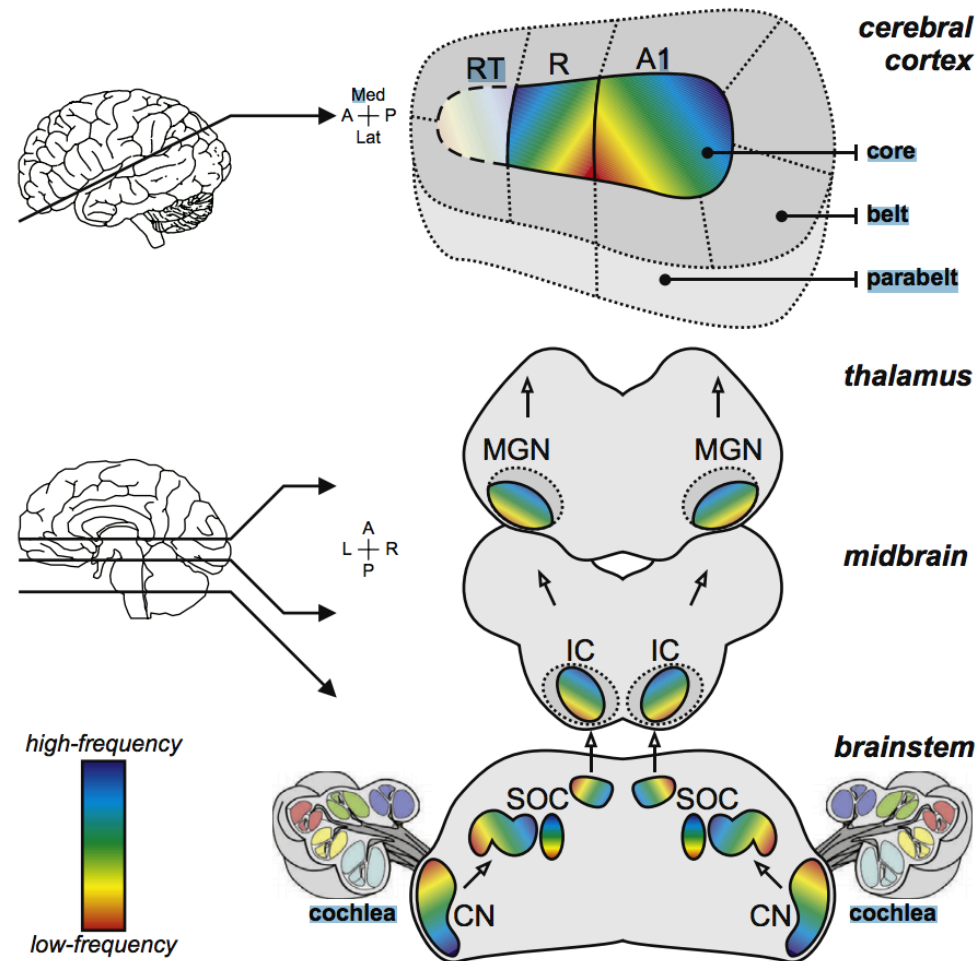 cerebral
cortex
RT
R
A1
Med
A
P
Lat
core
belt
parabelt
thalamus
MGN
MGN
A
L
R
P
midbrain
IC
IC
high-frequency
brainstem
SOC
SOC
cochlea
CN
CN
cochlea
low-frequency